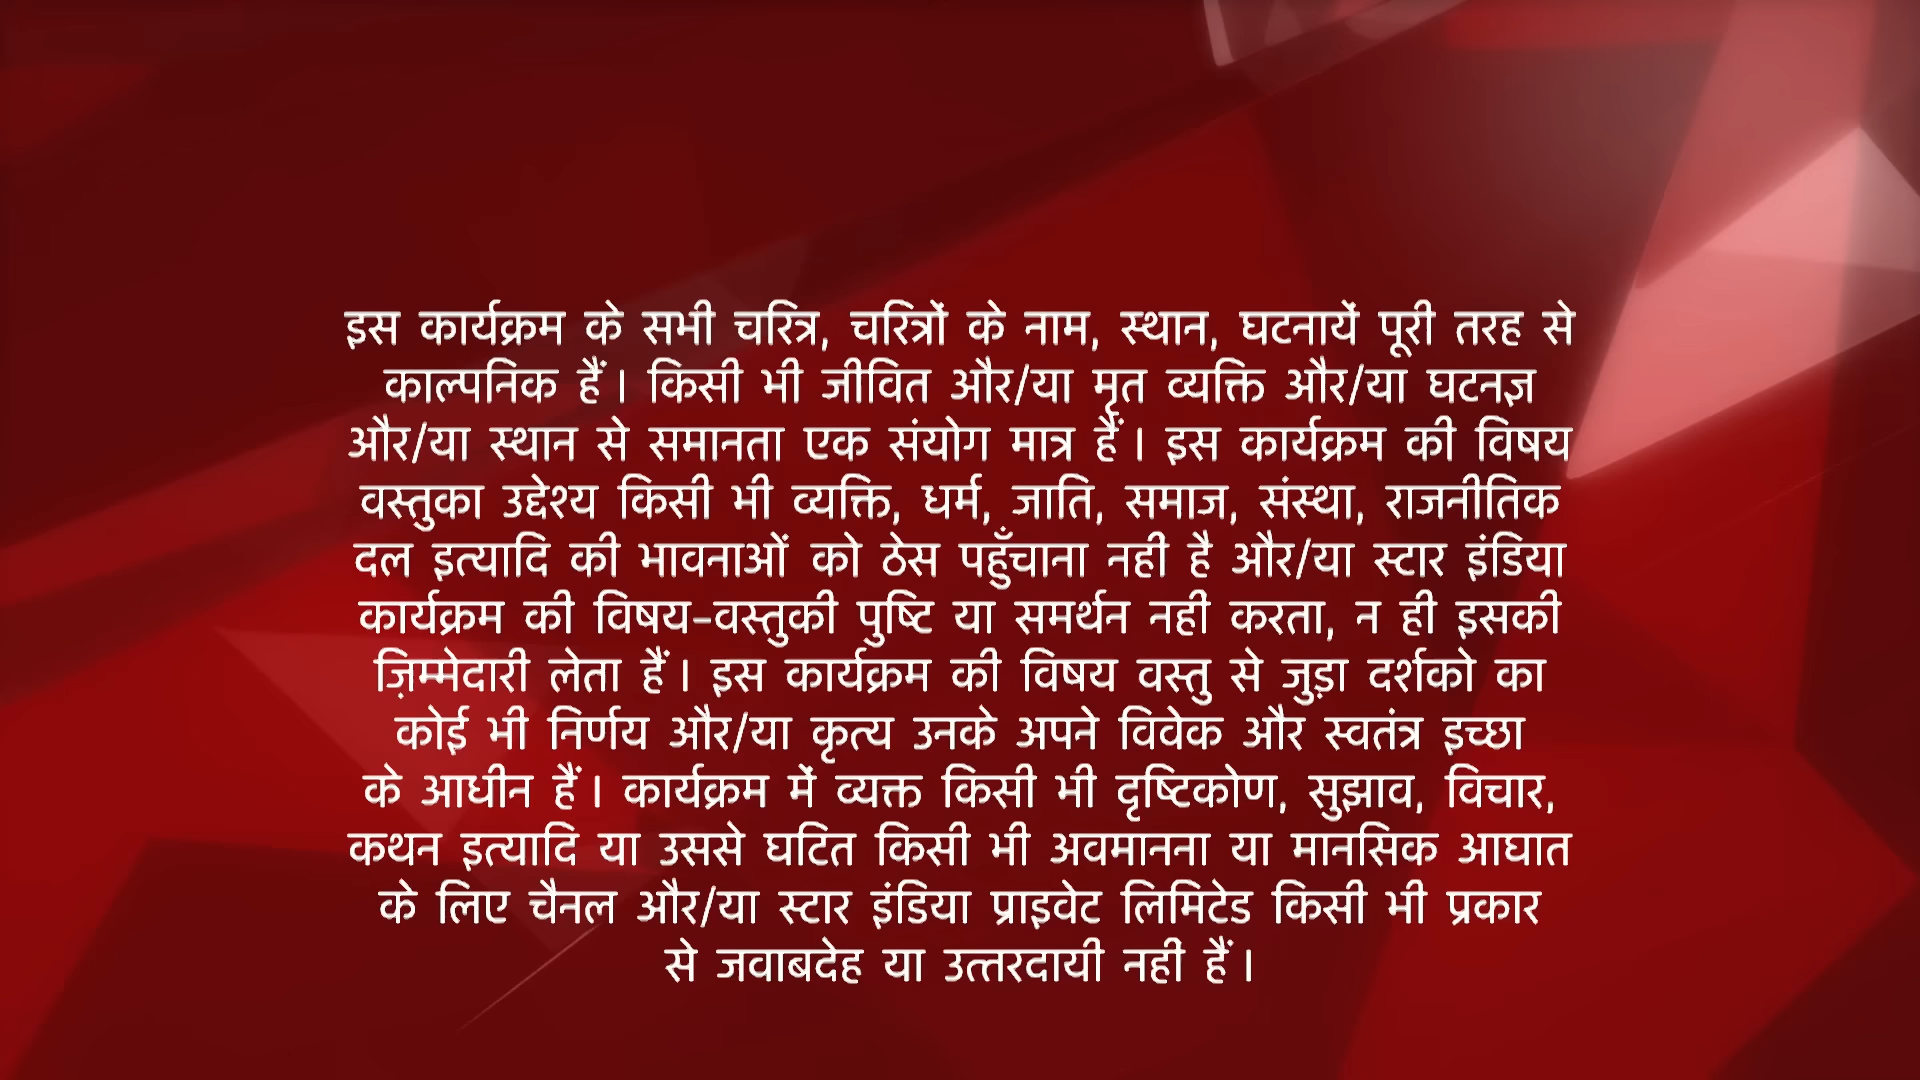 इस कार्यक्रम के सभी चरित्र, चरित्रों के नाम, स्थान, घटनायें पूरी तरह से
काल्पनिक हैं। किसी भी जीवित और/या मृत व्यक्ति और/या घटनज्ञ
और/या स्थान से समानता एक संयोग मात्र हैं। इस कार्यक्रम की विषय
वस्तुका उद्देश्य किसी भी व्यक्ति, धर्म, जाति, समाज, संस्था, राजनीतिक
दल इत्यादि की भावनाओं को ठेस पहुँचाना नही है और/या स्टार इंडिया
कार्यक्रम की विषय-वस्तुकी पुष्टि या समर्थन नही करता, न ही इसकी
ज़िम्मेदारी लेता हैं। इस कार्यक्रम की विषय वस्तु से जुड़ा दर्शको का
कोई भी निर्णय और/या कृत्य उनके अपने विवेक और स्वतंत्र इच्छा
के आधीन हैं। कार्यक्रम में व्यक्त किसी भी दृष्टिकोण, सुझाव, विचार,
कथन इत्यादि या उससे घटित किसी भी अवमानना या मानसिक आघात
के लिए चैनल और/या स्टार इंडिया प्राइवेट लिमिटेड किसी भी प्रकार
से जवाबदेह या उत्तरदायी नही हैं।